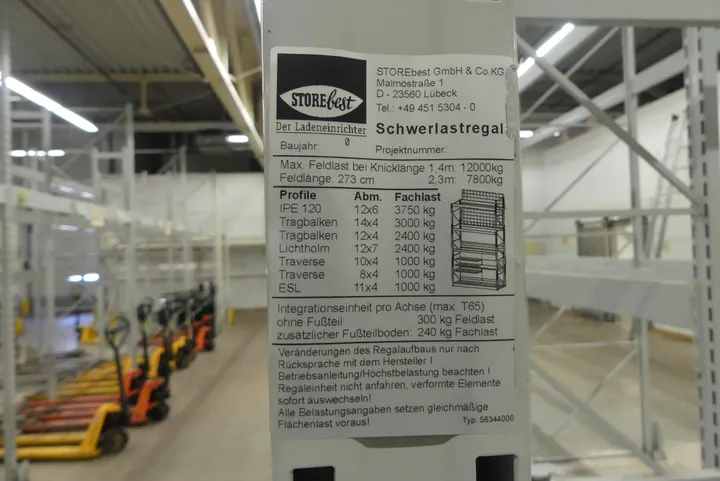 STOREbest
Der Ladeneinrichter
STOREbest GmbH & Co.KG
Malmöstraße 1
D - 23560 Lübeck
Tel.: +49 451 5304 - 0
Schwerlastregal
Baujahr: 0
Projektnummer:
Max. Feldlast bei Knicklänge 1,4m: 12000kg
Feldlänge: 273 cm 2,3m: 7800kg
Profile Abm. Fachlast
IPE 120 12x6 3750 kg
Tragbalken 14x4 3000 kg
Tragbalken 12x4 2400 kg
Lichtholm 12x7 2400 kg
Traverse 10x4 1000 kg
Traverse 8x4 1000 kg
ESL 11x4 1000 kg
Integrationseinheit pro Achse (max. T65)
ohne Fußteil: 300 kg Feldlast
zusätzlicher Fußteilboden: 240 kg Fachlast
Veränderungen des Regalaufbaus nur nach
Rücksprache mit dem Hersteller !
Betriebsanleitung/Höchstbelastung beachten !
Regaleinheit nicht anfahren, verformte Elemente
sofort auswechseln!
Alle Belastungsangaben setzen gleichmäßige
Flächenlast voraus!
Typ: 56344000